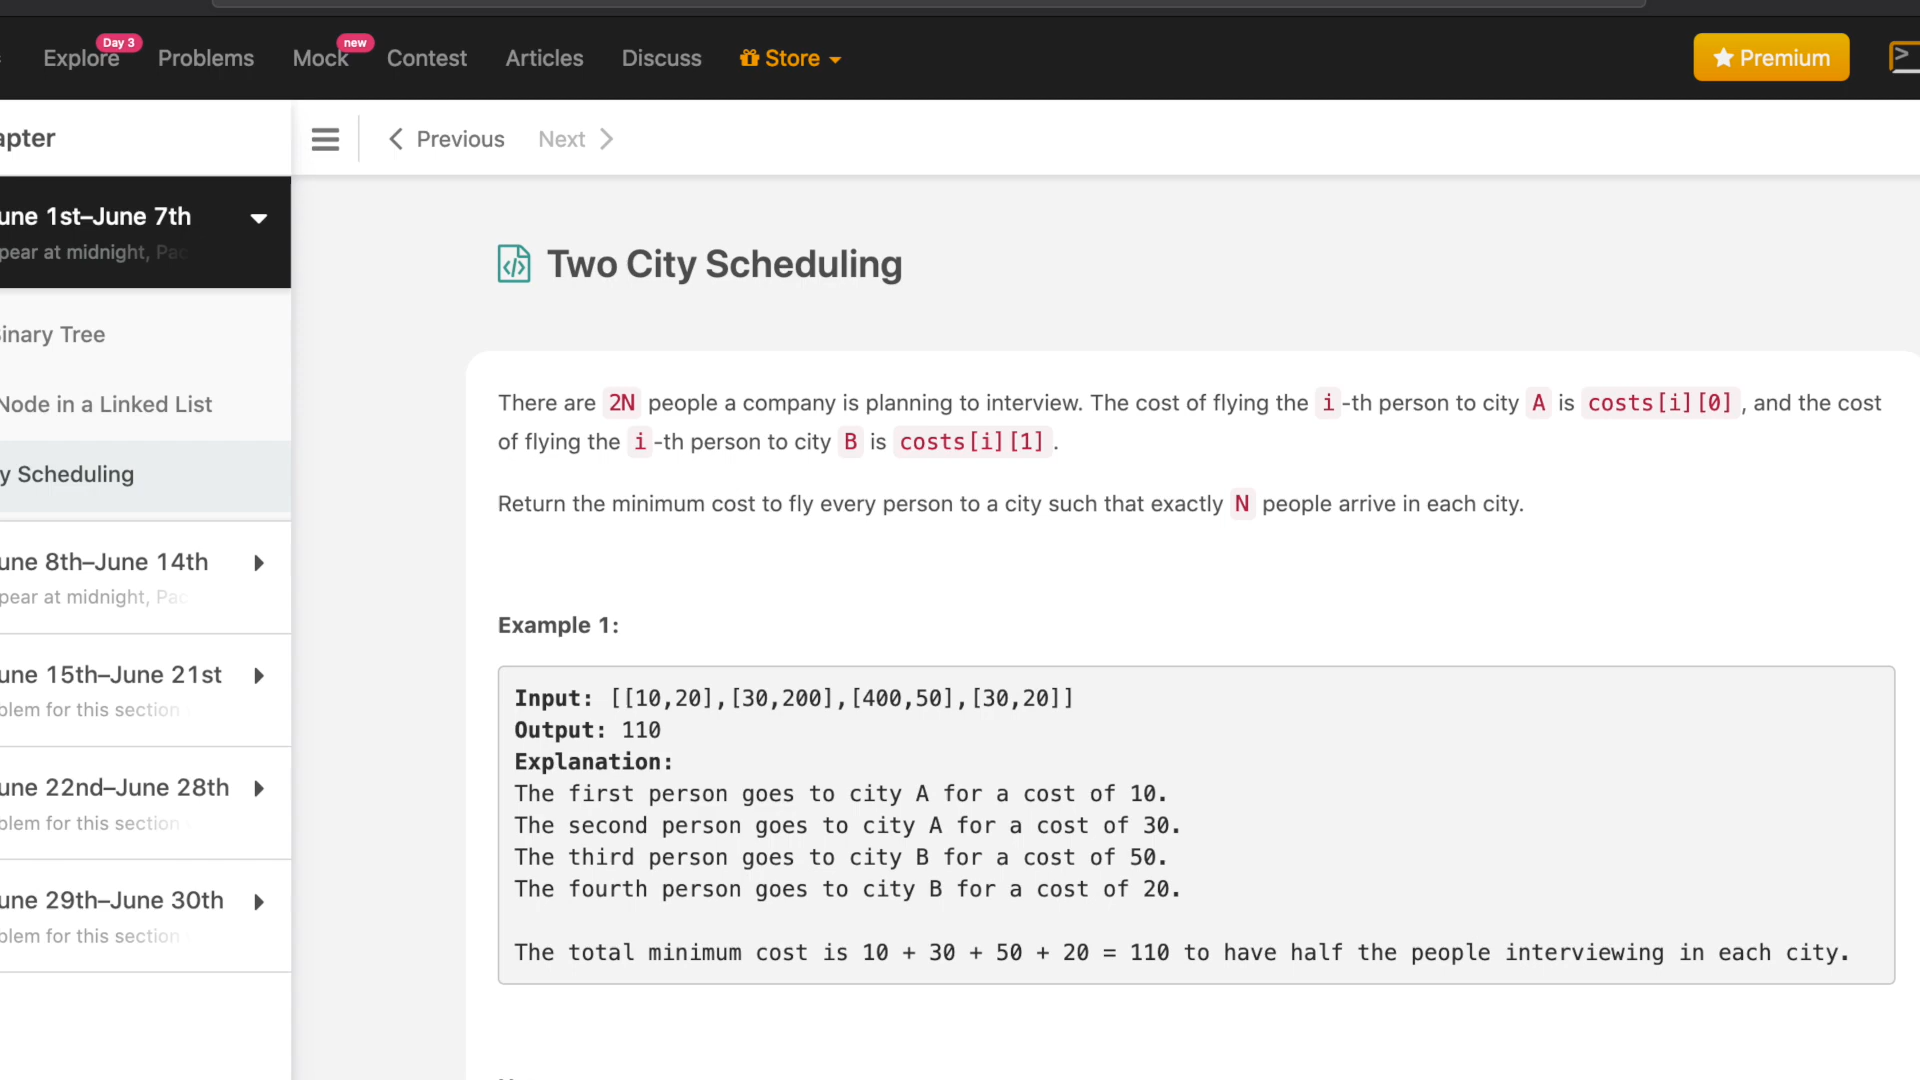 Explore
Day 3
Problems
Mock
new
Contest
Articles
Discuss
Store
Premium
apter
Previous
Next
une 1st–June 7th
pear at midnight, Pac
inary Tree
Node in a Linked List
y Scheduling
une 8th–June 14th
pear at midnight, Pac
une 15th–June 21st
blem for this section
une 22nd–June 28th
blem for this section
une 29th–June 30th
blem for this section
Two City Scheduling
There are 2N people a company is planning to interview. The cost of flying the i-th person to city A is costs[i][0], and the cost
of flying the i-th person to city B is costs[i][1].
Return the minimum cost to fly every person to a city such that exactly N people arrive in each city.
Example 1:
Input: [[10,20],[30,200],[400,50],[30,20]]
Output: 110
Explanation:
The first person goes to city A for a cost of 10.
The second person goes to city A for a cost of 30.
The third person goes to city B for a cost of 50.
The fourth person goes to city B for a cost of 20.
The total minimum cost is 10 + 30 + 50 + 20 = 110 to have half the people interviewing in each city.